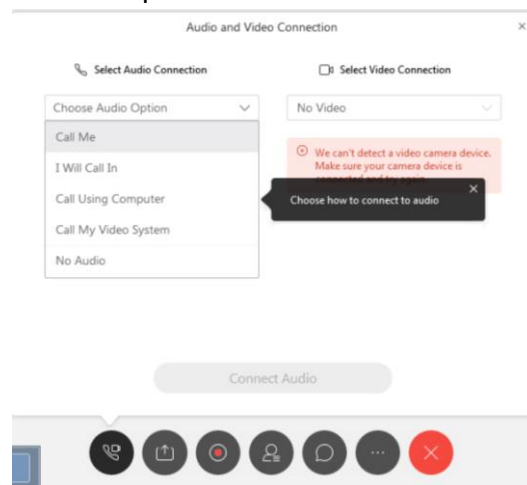 Audio and Video Connection
Select Audio Connection
Select Video Connection
Choose Audio Option
No Video
Call Me
I Will Call In
Call Using Computer
Call My Video System
No Audio
We can't detect a video camera device.
Make sure your camera device is
Choose how to connect to audio
Connect Audio